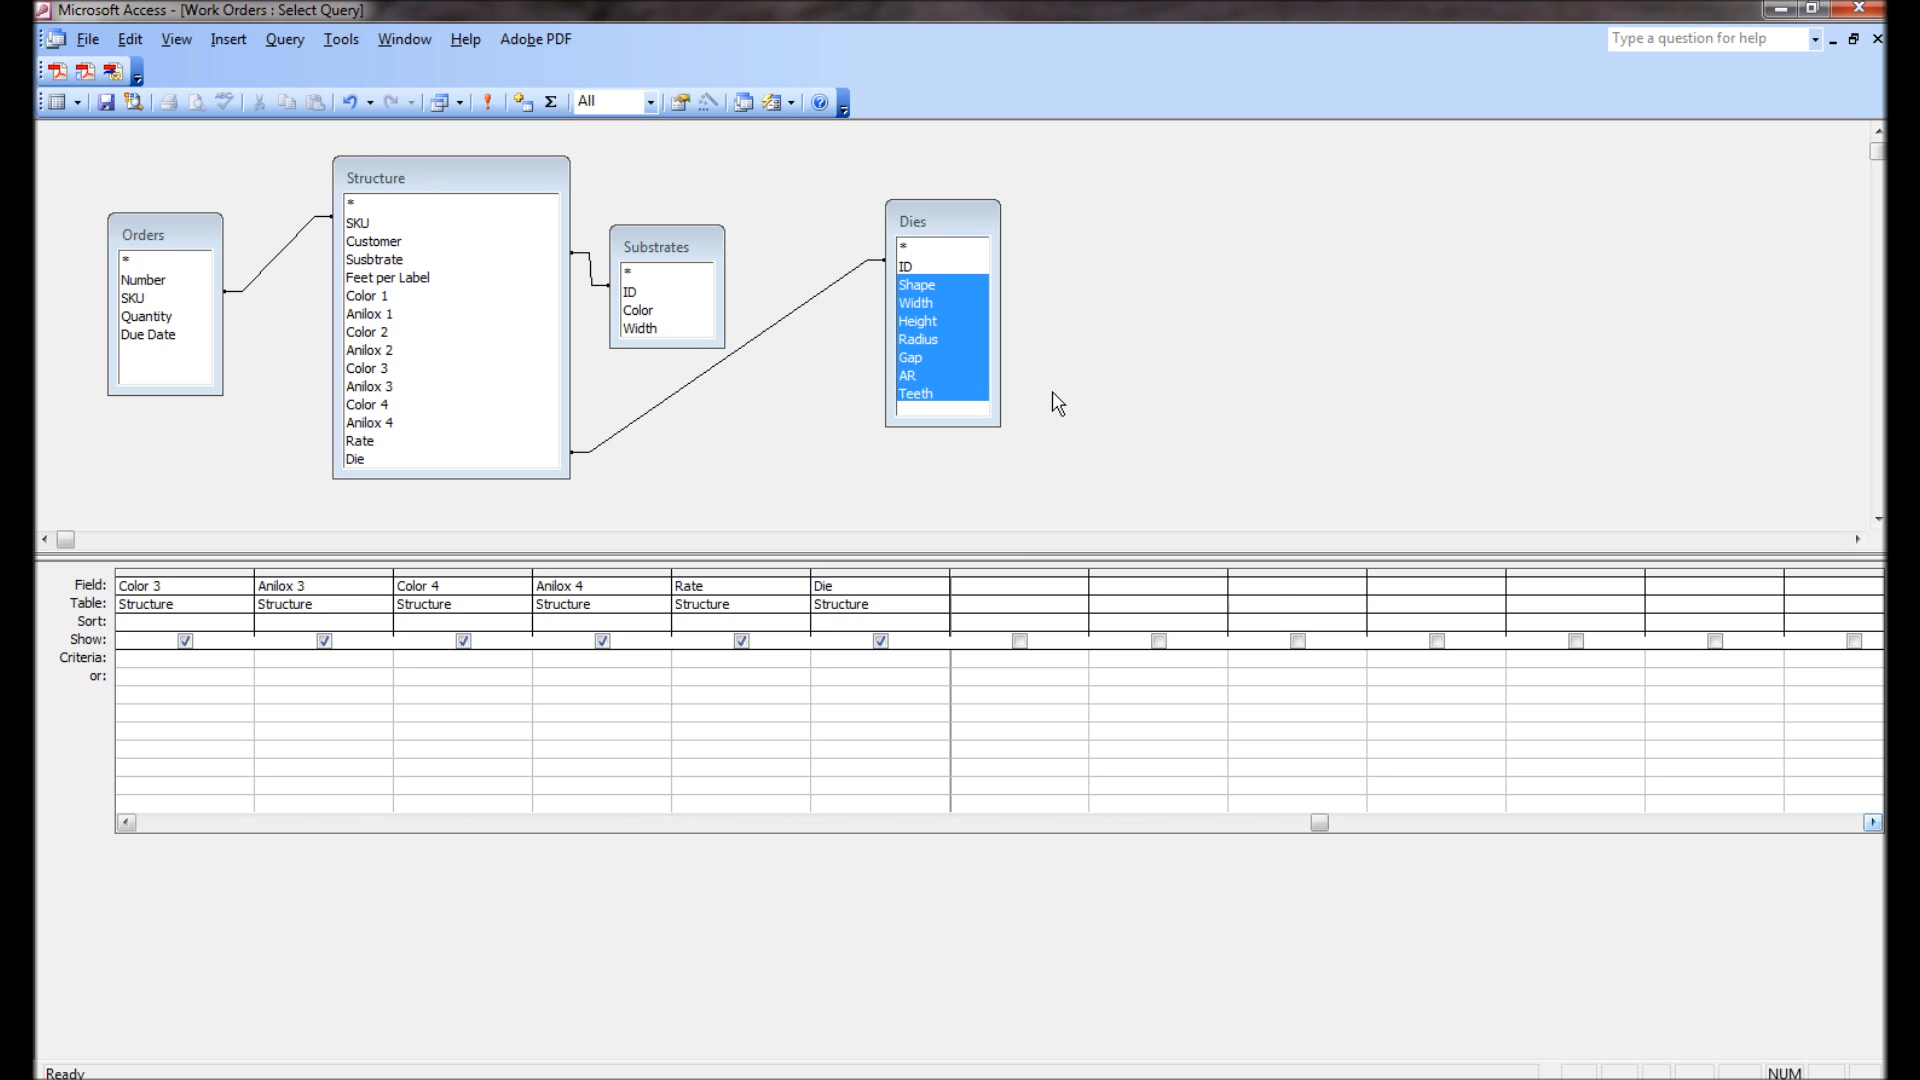 Microsoft Access - [Work Orders : Select Query]
File Edit View Insert Query Tools Window Help Adobe PDF
Type a question for help
All
Orders
*
Number
SKU
Quantity
Due Date
Structure
*
SKU
Customer
Susbtrate
Feet per Label
Color 1
Anilox 1
Color 2
Anilox 2
Color 3
Anilox 3
Color 4
Anilox 4
Rate
Die
Substrates
*
ID
Color
Width
Dies
*
ID
Shape
Width
Height
Radius
Gap
AR
Teeth
Field: Color 3 Anilox 3 Color 4 Anilox 4 Rate Die
Table: Structure Structure Structure Structure Structure Structure
Sort:
Show:
Criteria:
or:
Ready
NUM